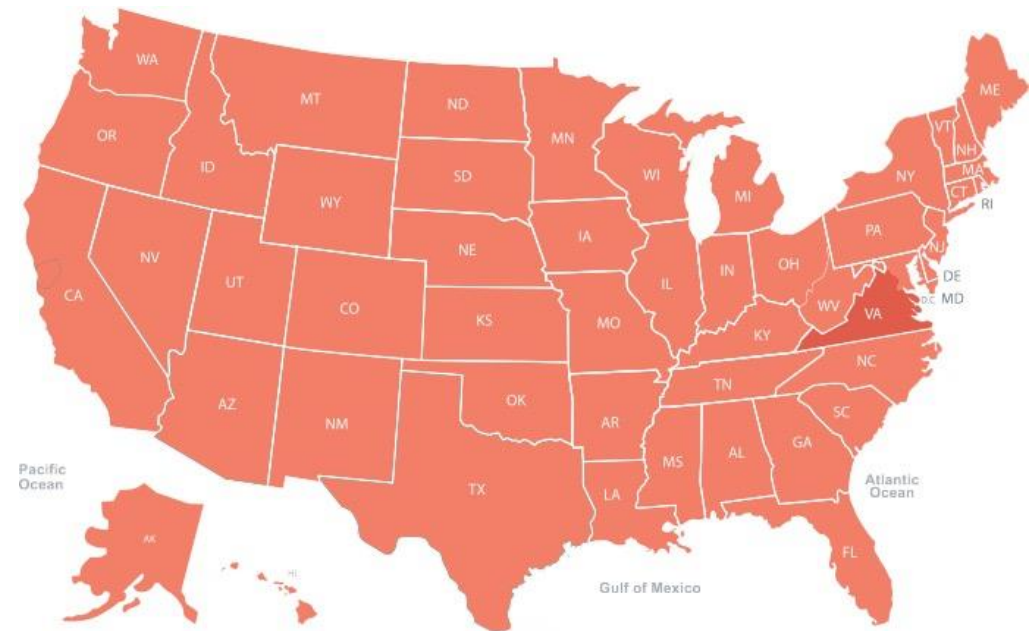 WA
MT
ND
MN
ME
VT
NH
OR
ID
SD
WI
MI
NY
MA
CT
RI
WY
NE
IA
PA
NJ
NV
UT
CO
KS
IL
IN
OH
WV
DE
MD
D.C
CA
MO
KY
VA
AZ
NM
OK
AR
TN
NC
SC
TX
LA
MS
AL
GA
FL
Pacific
Ocean
Atlantic
Ocean
AK
HI
Gulf of Mexico